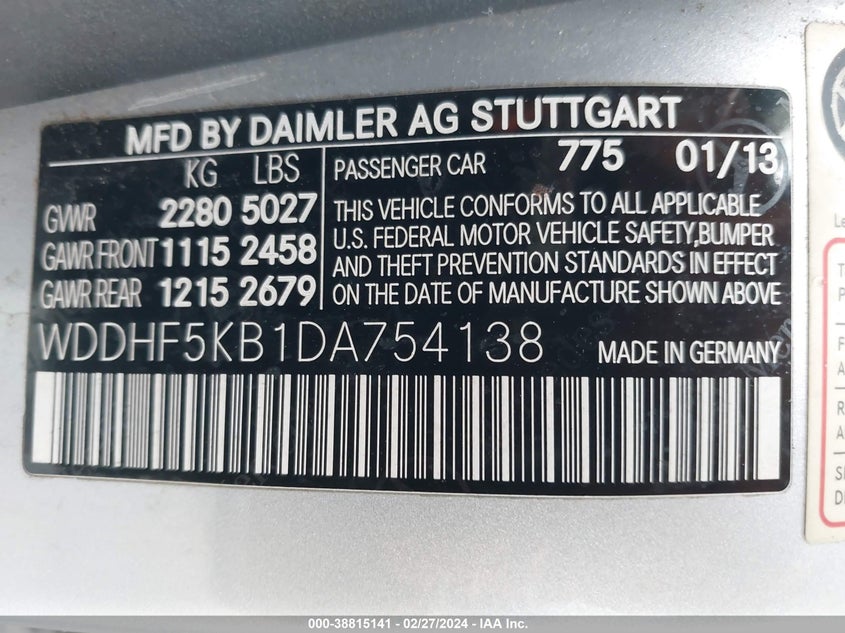 MFD BY DAIMLER AG STUTTGART
KG LBS
GVWR 2280 5027
GAWR FRONT 1115 2458
GAWR REAR 1215 2679
PASSENGER CAR 775 01/13
THIS VEHICLE CONFORMS TO ALL APPLICABLE
U.S. FEDERAL MOTOR VEHICLE SAFETY,BUMPER
AND THEFT PREVENTION STANDARDS IN EFFECT
ON THE DATE OF MANUFACTURE SHOWN ABOVE
WDDHF5KB1DA754138 MADE IN GERMANY
000-38815141 - 02/27/2024 - IAA Inc.